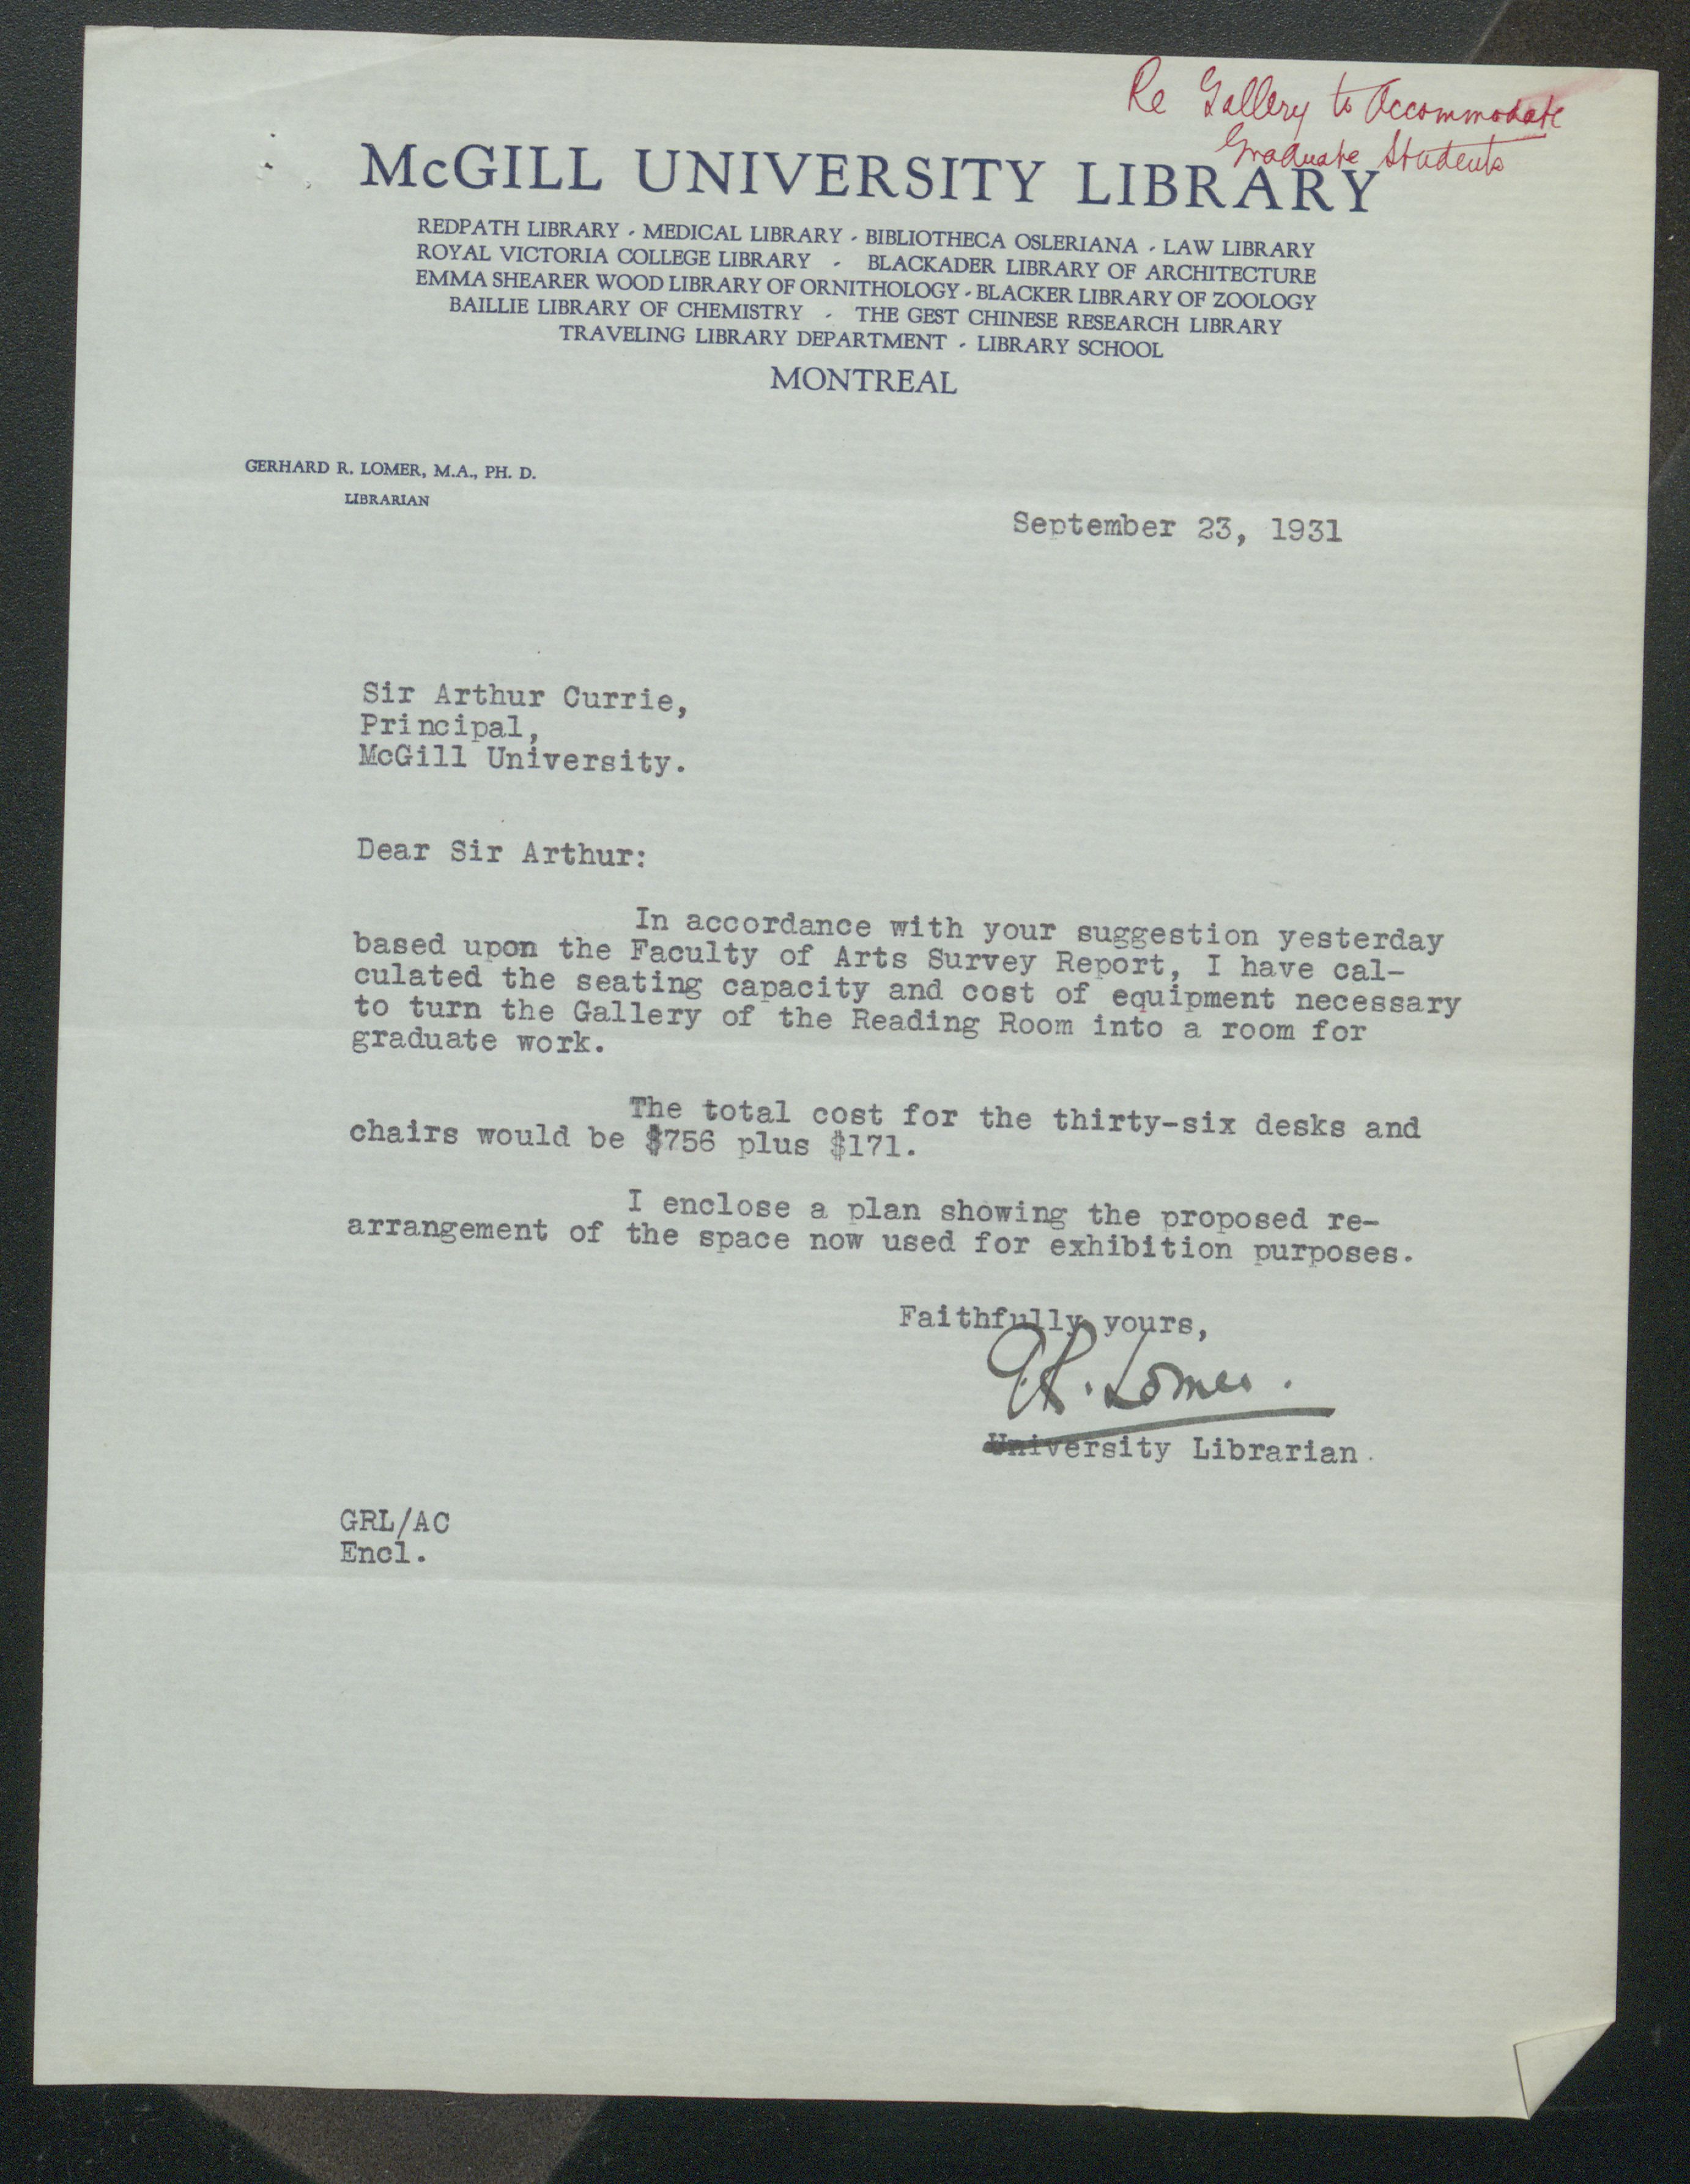 Re Gallery to Accommodate
Graduate Students
McGILL UNIVERSITY LIBRARY
REDPATH LIBRARY - MEDICAL LIBRARY - BIBLIOTHECA OSLERIANA - LAW LIBRARY
ROYAL VICTORIA COLLEGE LIBRARY - BLACKADER LIBRARY OF ARCHITECTURE
EMMA SHEARER WOOD LIBRARY OF ORNITHOLOGY - BLACKER LIBRARY OF ZOOLOGY
BAILLIE LIBRARY OF CHEMISTRY - THE GEST CHINESE RESEARCH LIBRARY
TRAVELING LIBRARY DEPARTMENT - LIBRARY SCHOOL
MONTREAL
GERHARD R. LOMER, M.A., PH. D.
LIBRARIAN
September 23, 1931
Sir Arthur Currie,
Principal,
McGill University.
Dear Sir Arthur:
In accordance with your suggestion yesterday
based upon the Faculty of Arts Survey Report, I have cal-
culated the seating capacity and cost of equipment necessary
to turn the Gallery of the Reading Room into a room for
graduate work.
The total cost for the thirty-six desks and
chairs would be $756 plus $171.
I enclose a plan showing the proposed re-
arrangement of the space now used for exhibition purposes.
Faithfully yours,
G.R. Lomer.
University Librarian.
GRL/AC
Encl.